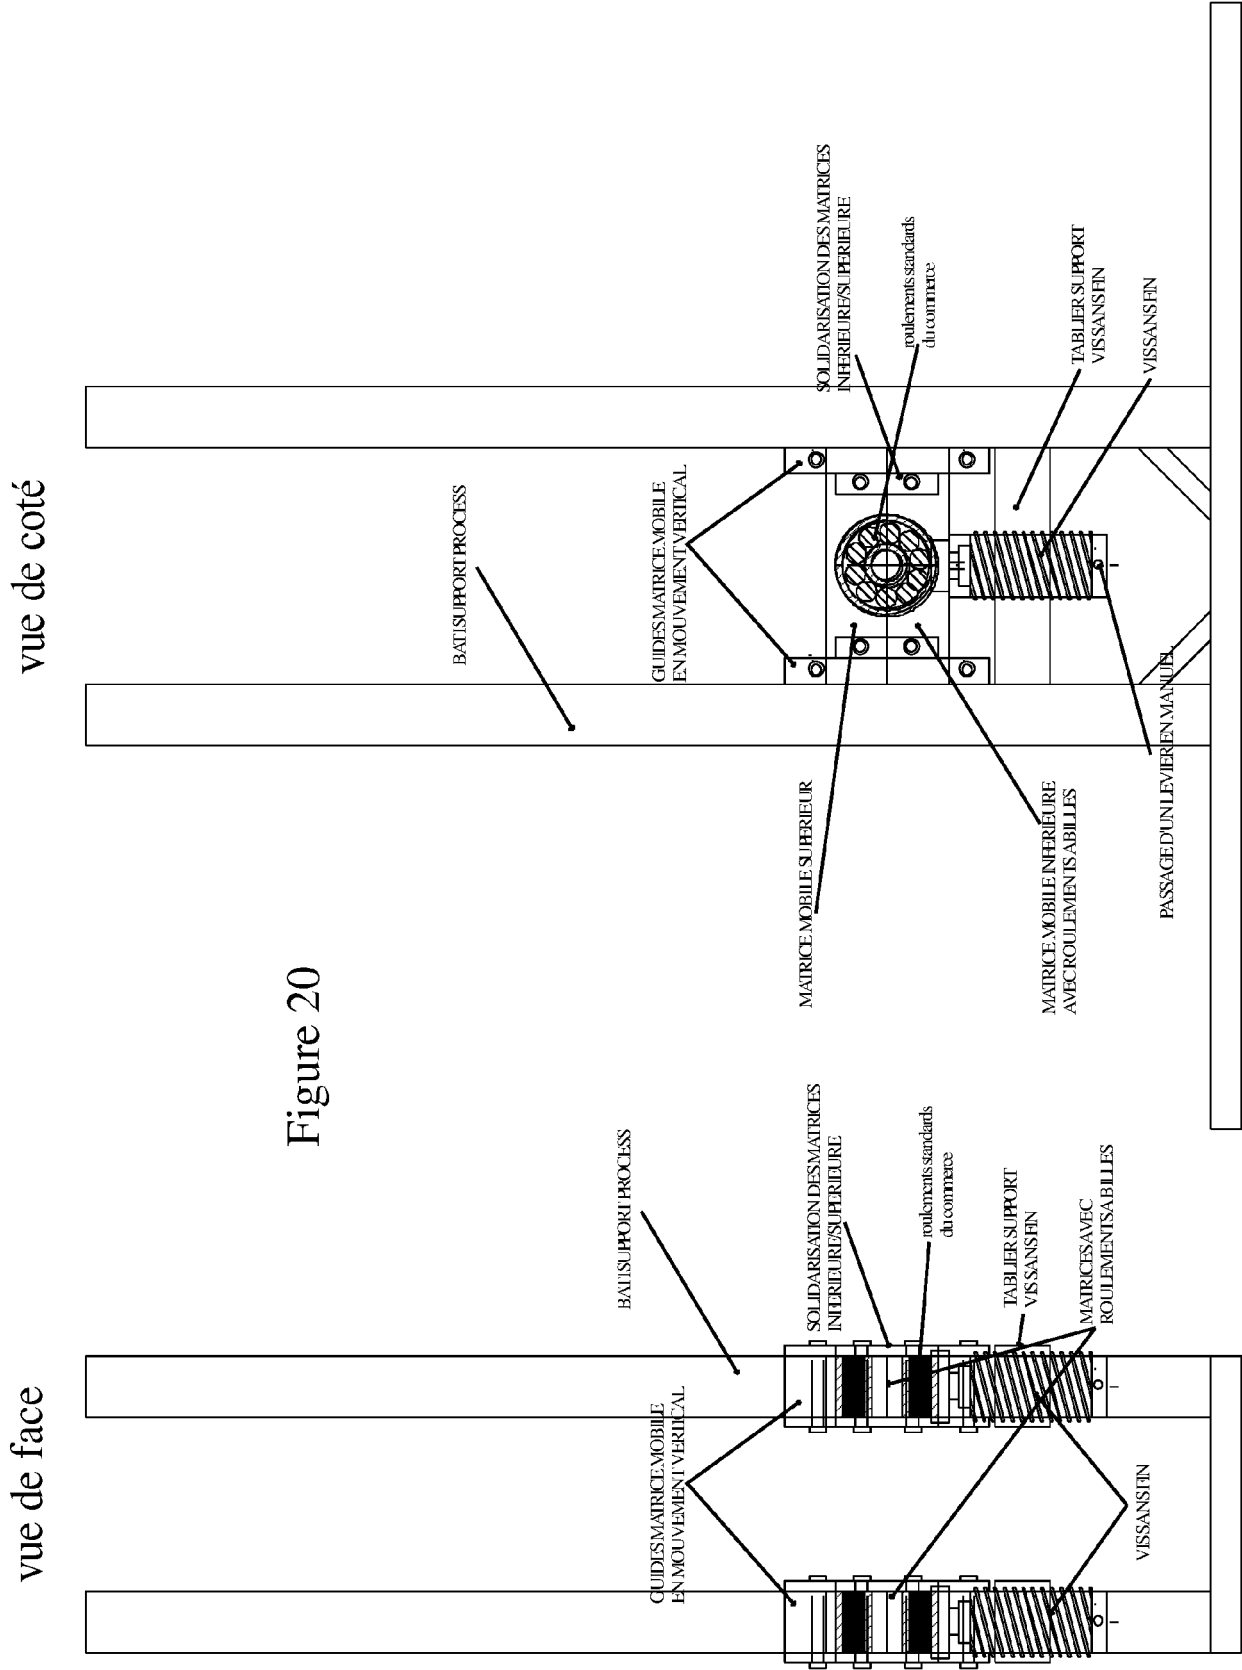 vue de face
vue de coté
Figure 20
BATI SUPPORT PROCESS
GUIDES MATRICE MOBILE
EN MOUVEMENT VERTICAL
SOLIDARISATION DES MATRICES
INFERIEURE/SUPERIEURE
roulements standards
du commerce
TABLIER SUPPORT
VIS SANS FIN
MATRICES AVEC
ROULEMENTS A BILLES
VIS SANS FIN
BATI SUPPORT PROCESS
GUIDES MATRICE MOBILE
EN MOUVEMENT VERTICAL
SOLIDARISATION DES MATRICES
INFERIEURE/SUPERIEURE
roulements standards
du commerce
TABLIER SUPPORT
VIS SANS FIN
VIS SANS FIN
MATRICE MOBILE SUPERIEUR
MATRICE MOBILE INFERIEURE
AVEC ROULEMENTS A BILLES
PASSAGE D'UN LEVIER EN MANUEL